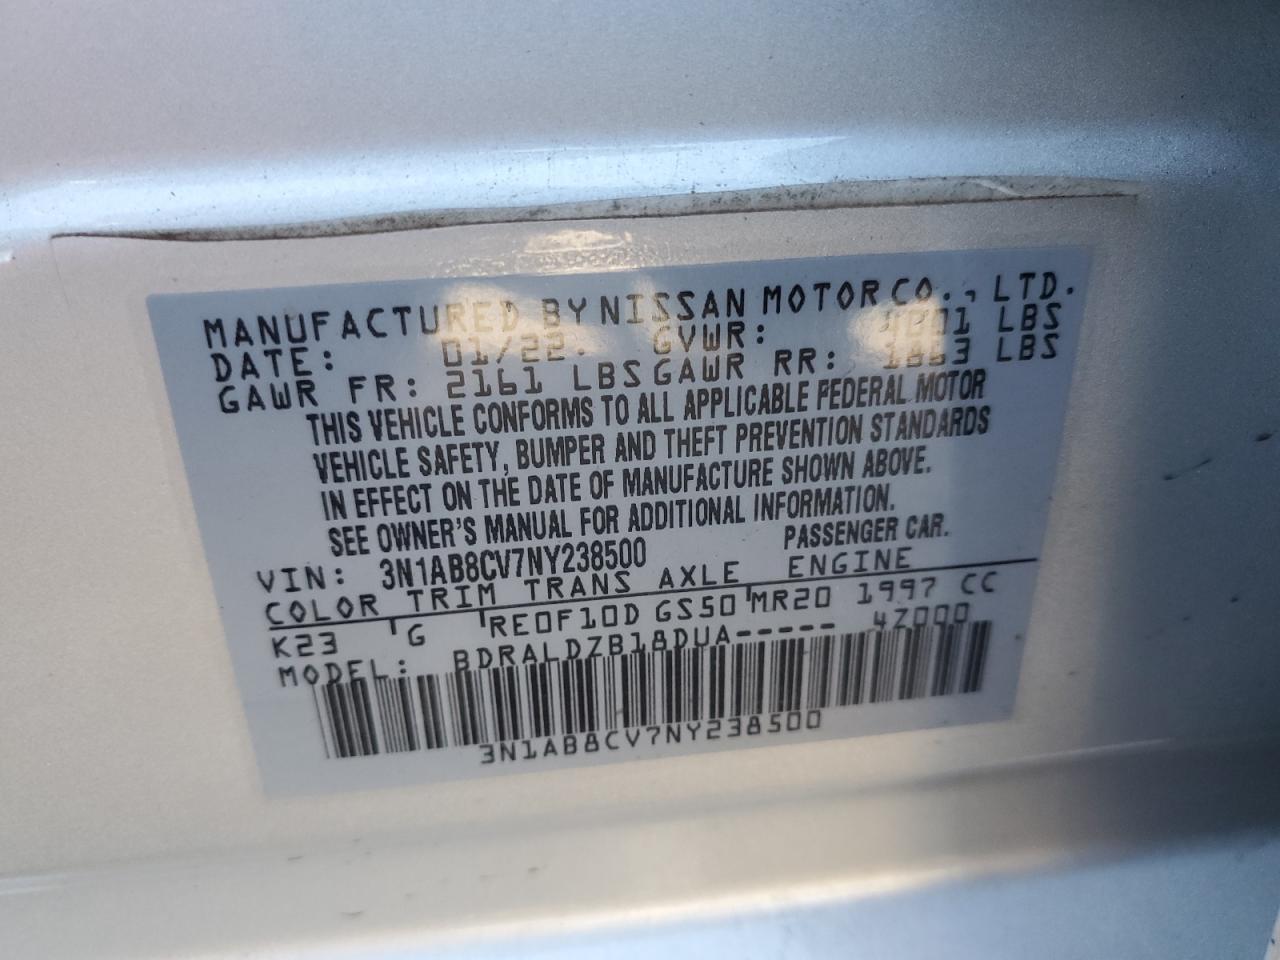 MANUFACTURED BY NISSAN MOTOR CO., LTD.
DATE: 01/22. GVWR: LBS
GAWR FR: 2161 LBS GAWR RR: LBS
THIS VEHICLE CONFORMS TO ALL APPLICABLE FEDERAL MOTOR
VEHICLE SAFETY, BUMPER AND THEFT PREVENTION STANDARDS
IN EFFECT ON THE DATE OF MANUFACTURE SHOWN ABOVE.
SEE OWNER'S MANUAL FOR ADDITIONAL INFORMATION.
PASSENGER CAR.
VIN: 3N1AB8CV7NY238500
COLOR TRIM TRANS AXLE ENGINE
K23 G RE0F10D GS50 MR20 1997 CC
MODEL: BDRALDZB18DUA----- 4Z000
3N1AB8CV7NY238500